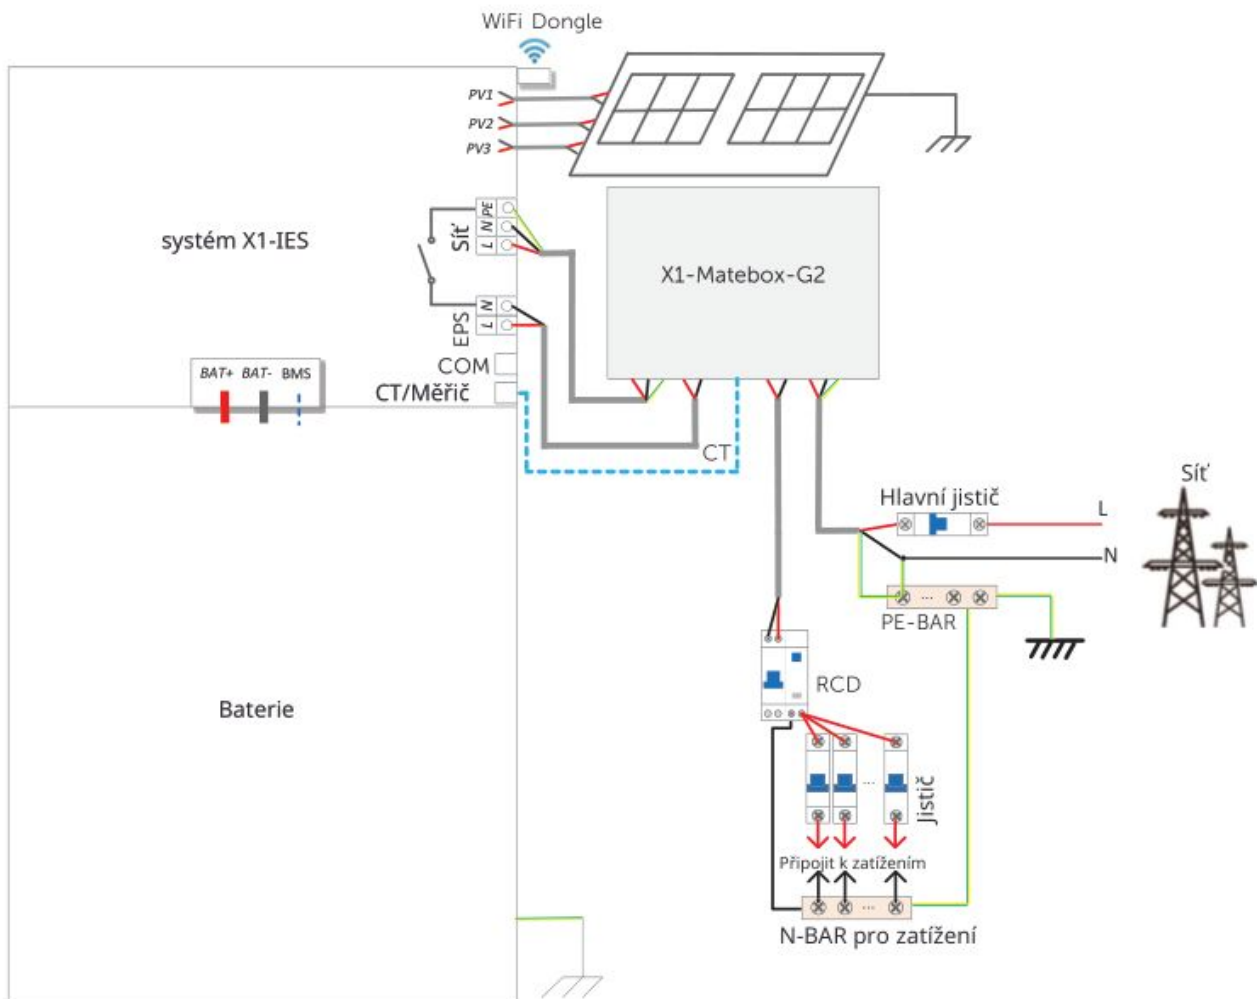 WiFi Dongle
PV1
PV2
PV3
systém X1-IES
Síť
PE
N
L
X1-Matebox-G2
EPS
N
L
COM
BAT+ BAT- BMS
CT/Měřič
CT
Síť
Hlavní jistič
L
N
...
PE-BAR
RCD
Baterie
...
Jistič
Připojit k zatížením
...
N-BAR pro zatížení